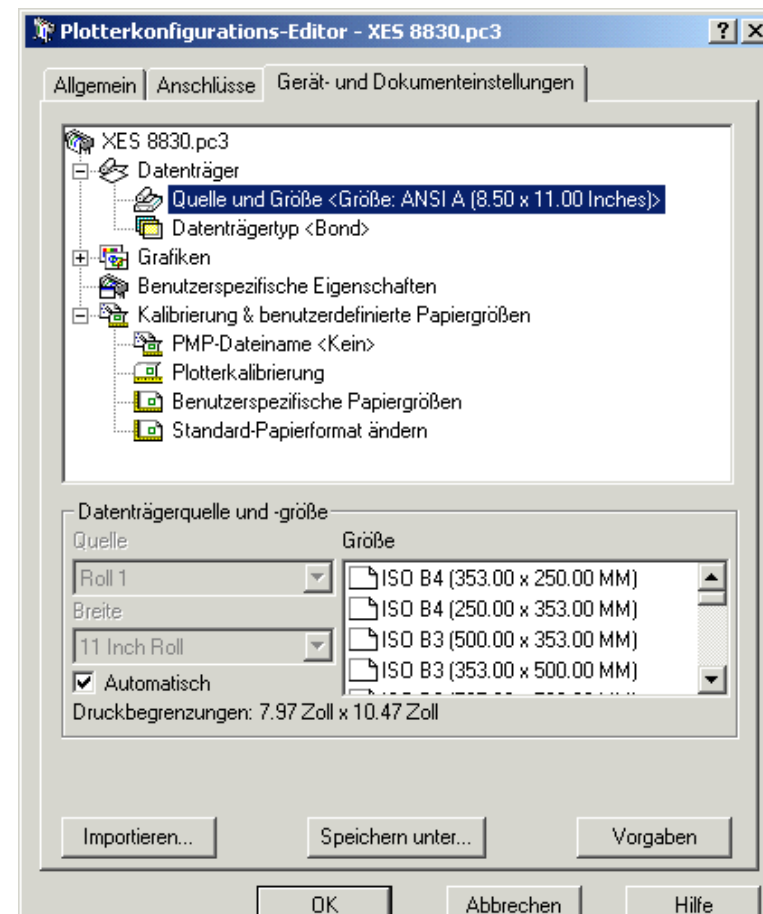 Plotterkonfigurations-Editor - XES 8830.pc3
Allgemein Anschlüsse Gerät- und Dokumenteinstellungen
XES 8830.pc3
Datenträger
Quelle und Größe <Größe: ANSI A (8.50 x 11.00 Inches)>
Datenträgertyp <Bond>
Grafiken
Benutzerspezifische Eigenschaften
Kalibrierung & benutzerdefinierte Papiergrößen
PMP-Dateiname <Kein>
Plotterkalibrierung
Benutzerspezifische Papiergrößen
Standard-Papierformat ändern
Datenträgerquelle und -größe
Quelle
Größe
Roll 1
Breite
11 Inch Roll
Automatisch
ISO B4 (353.00 x 250.00 MM)
ISO B4 (250.00 x 353.00 MM)
ISO B3 (500.00 x 353.00 MM)
ISO B3 (353.00 x 500.00 MM)
Druckbegrenzungen: 7.97 Zoll x 10.47 Zoll
Importieren... Speichern unter... Vorgaben
OK Abbrechen Hilfe